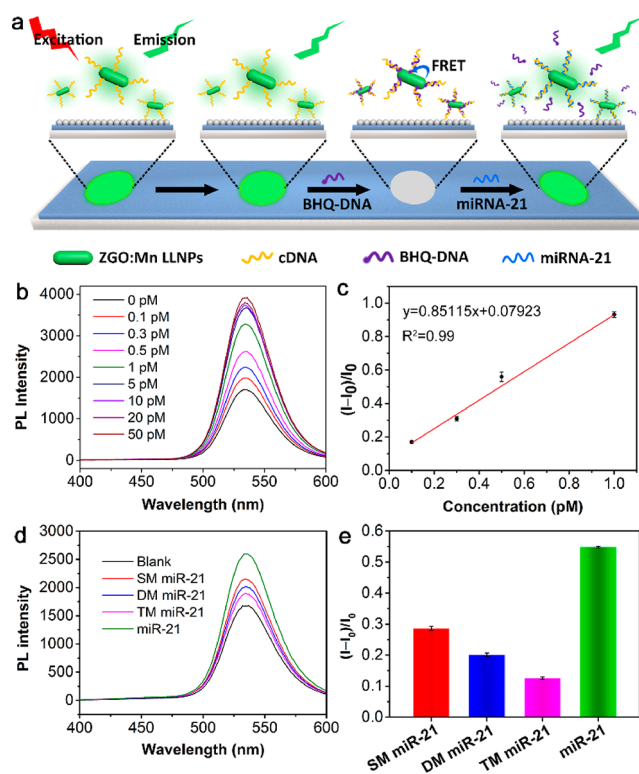 a
Excitation
Emission
FRET
BHQ-DNA
miRNA-21
ZGO:Mn LLNPs
cDNA
BHQ-DNA
miRNA-21
b
4000
3000
2000
1000
0
PL Intensity
0 pM
0.1 pM
0.3 pM
0.5 pM
1 pM
5 pM
10 pM
20 pM
50 pM
400
450
500
550
600
Wavelength (nm)
c
1.0
0.8
0.6
0.4
0.2
0.0
(I−I0)/I0
y=0.85115x+0.07923
R²=0.99
0.2
0.4
0.6
0.8
1.0
Concentration (pM)
d
3000
2500
2000
1500
1000
500
0
PL intensity
Blank
SM miR-21
DM miR-21
TM miR-21
miR-21
400
450
500
550
600
Wavelength (nm)
e
0.6
0.5
0.4
0.3
0.2
0.1
0.0
(I−I₀)/I₀
SM miR-21
DM miR-21
TM miR-21
miR-21